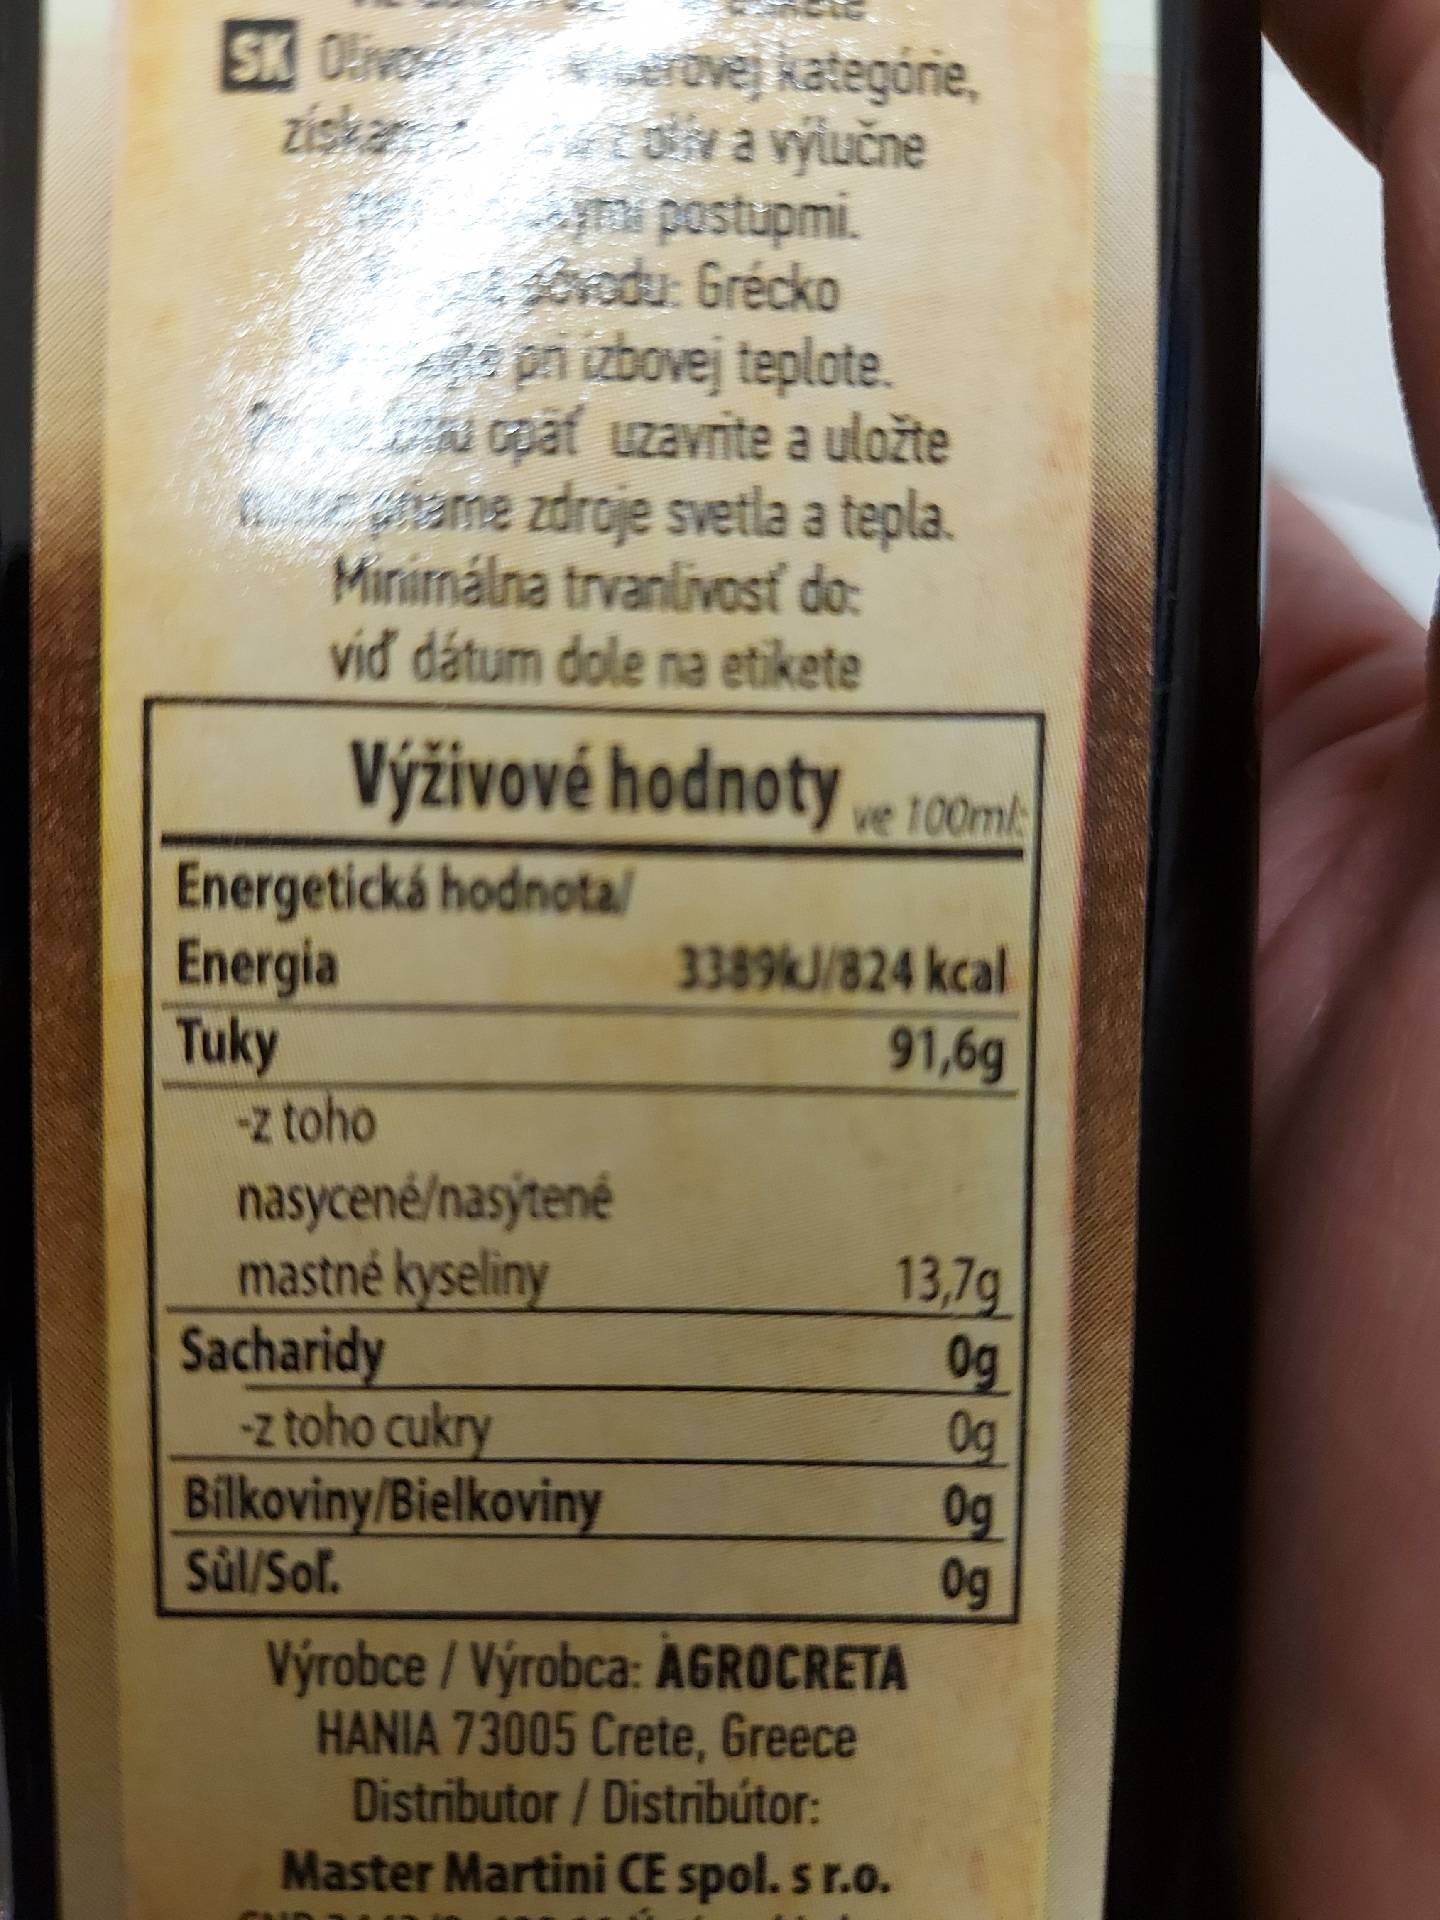 SK kategórie,
olív a výlučne
postupmi.
pôvodu: Grécko
pri izbovej teplote.
opäť uzavrite a uložte
priame zdroje svetla a tepla.
Minimálna trvanlivosť do:
viď dátum dole na etikete
Výživové hodnoty ve 100ml:
Energetická hodnota/
Energia 3389kJ/824 kcal
Tuky 91,6g
-z toho
nasycené/nasýtené
mastné kyseliny 13,7g
Sacharidy 0g
-z toho cukry 0g
Bílkoviny/Bielkoviny 0g
Sůl/Soľ. 0g
Výrobce / Výrobca: AGROCRETA
HANIA 73005 Crete, Greece
Distributor / Distribútor:
Master Martini CE spol. s r.o.